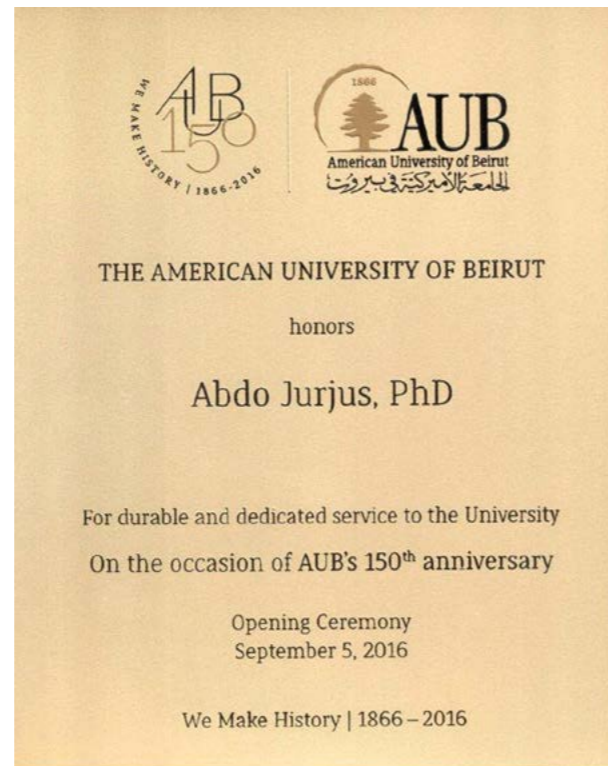 AUB
150
WE MAKE HISTORY | 1866-2016
1866
AUB
American University of Beirut
الجامعة الأميركية في بيروت
THE AMERICAN UNIVERSITY OF BEIRUT
honors
Abdo Jurjus, PhD
For durable and dedicated service to the University
On the occasion of AUB's 150th anniversary
Opening Ceremony
September 5, 2016
We Make History | 1866 – 2016